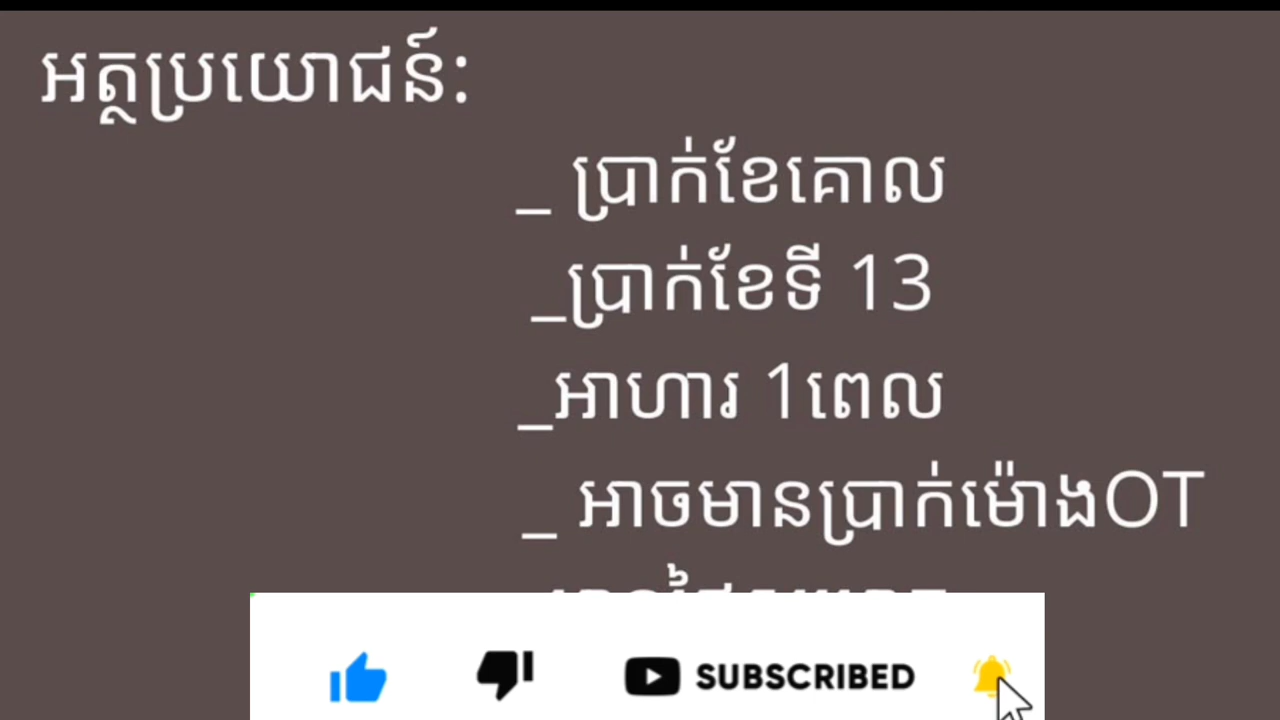 អត្ថប្រយោជន៍:
_ ប្រាក់ខែគោល
_ប្រាក់ខែទី 13
_អាហារ 1ពេល
_ អាចមានប្រាក់ម៉ោងOT
SUBSCRIBED